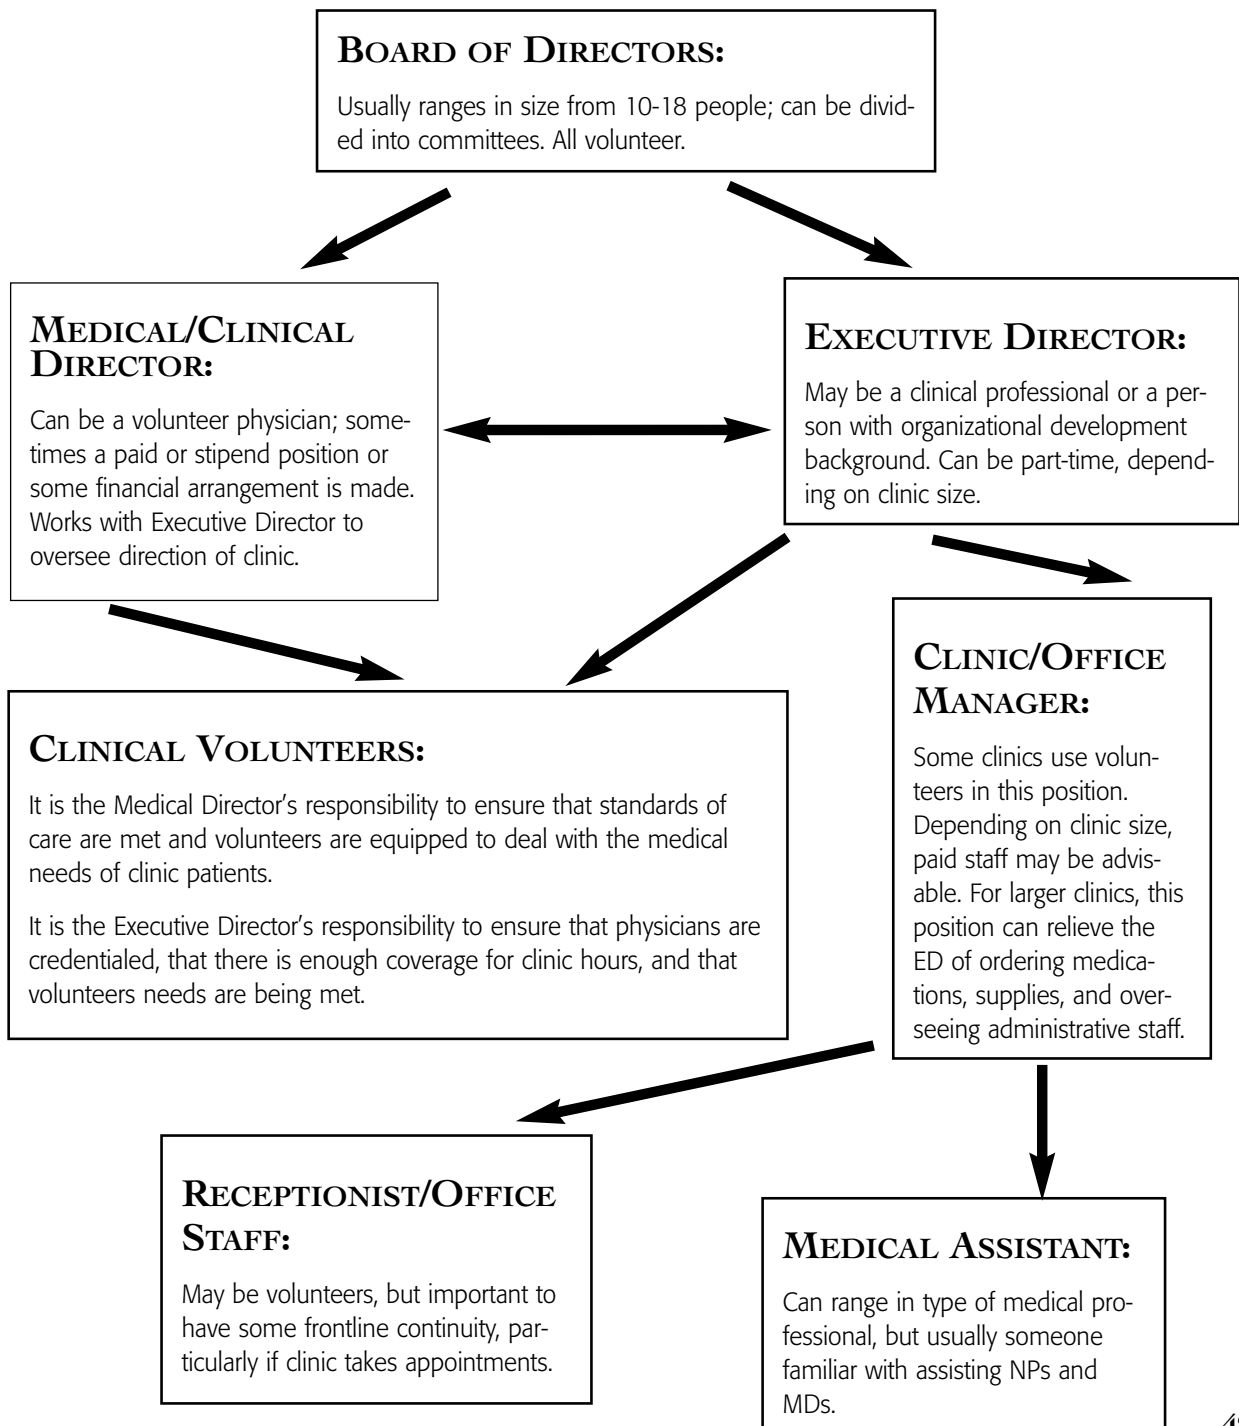 BOARD OF DIRECTORS:
Usually ranges in size from 10-18 people; can be divid-
ed into committees. All volunteer.
MEDICAL/CLINICAL
DIRECTOR:
Can be a volunteer physician; some-
times a paid or stipend position or
some financial arrangement is made.
Works with Executive Director to
oversee direction of clinic.
EXECUTIVE DIRECTOR:
May be a clinical professional or a per-
son with organizational development
background. Can be part-time, depend-
ing on clinic size.
CLINICAL VOLUNTEERS:
It is the Medical Director's responsibility to ensure that standards of
care are met and volunteers are equipped to deal with the medical
needs of clinic patients.
It is the Executive Director's responsibility to ensure that physicians are
credentialed, that there is enough coverage for clinic hours, and that
volunteers needs are being met.
CLINIC/OFFICE
MANAGER:
Some clinics use volun-
teers in this position.
Depending on clinic size,
paid staff may be advis-
able. For larger clinics, this
position can relieve the
ED of ordering medica-
tions, supplies, and over-
seeing administrative staff.
RECEPTIONIST/OFFICE
STAFF:
May be volunteers, but important to
have some frontline continuity, par-
ticularly if clinic takes appointments.
MEDICAL ASSISTANT:
Can range in type of medical pro-
fessional, but usually someone
familiar with assisting NPs and
MDs.